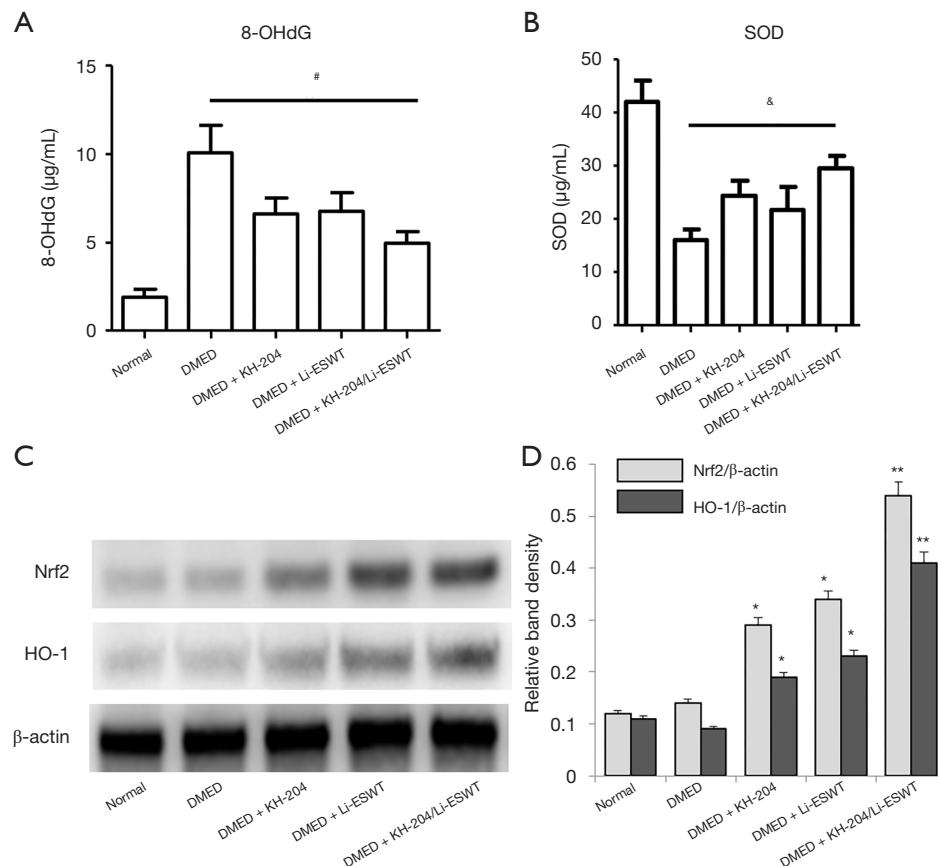 A
8-OHdG
15
10
5
0
8-OHdG (μg/mL)
#
Normal
DMED
DMED + KH-204
DMED + Li-ESWT
DMED + KH-204/Li-ESWT
B
SOD
50
40
30
20
10
0
SOD (μg/mL)
&
Normal
DMED
DMED + KH-204
DMED + Li-ESWT
DMED + KH-204/Li-ESWT
C
Nrf2
HO-1
β-actin
Normal
DMED
DMED + KH-204
DMED + Li-ESWT
DMED + KH-204/Li-ESWT
D
Nrf2/β-actin
HO-1/β-actin
0.6
0.5
0.4
0.3
0.2
0.1
0
Relative band density
*
*
*
*
**
**
Normal
DMED
DMED + KH-204
DMED + Li-ESWT
DMED + KH-204/Li-ESWT